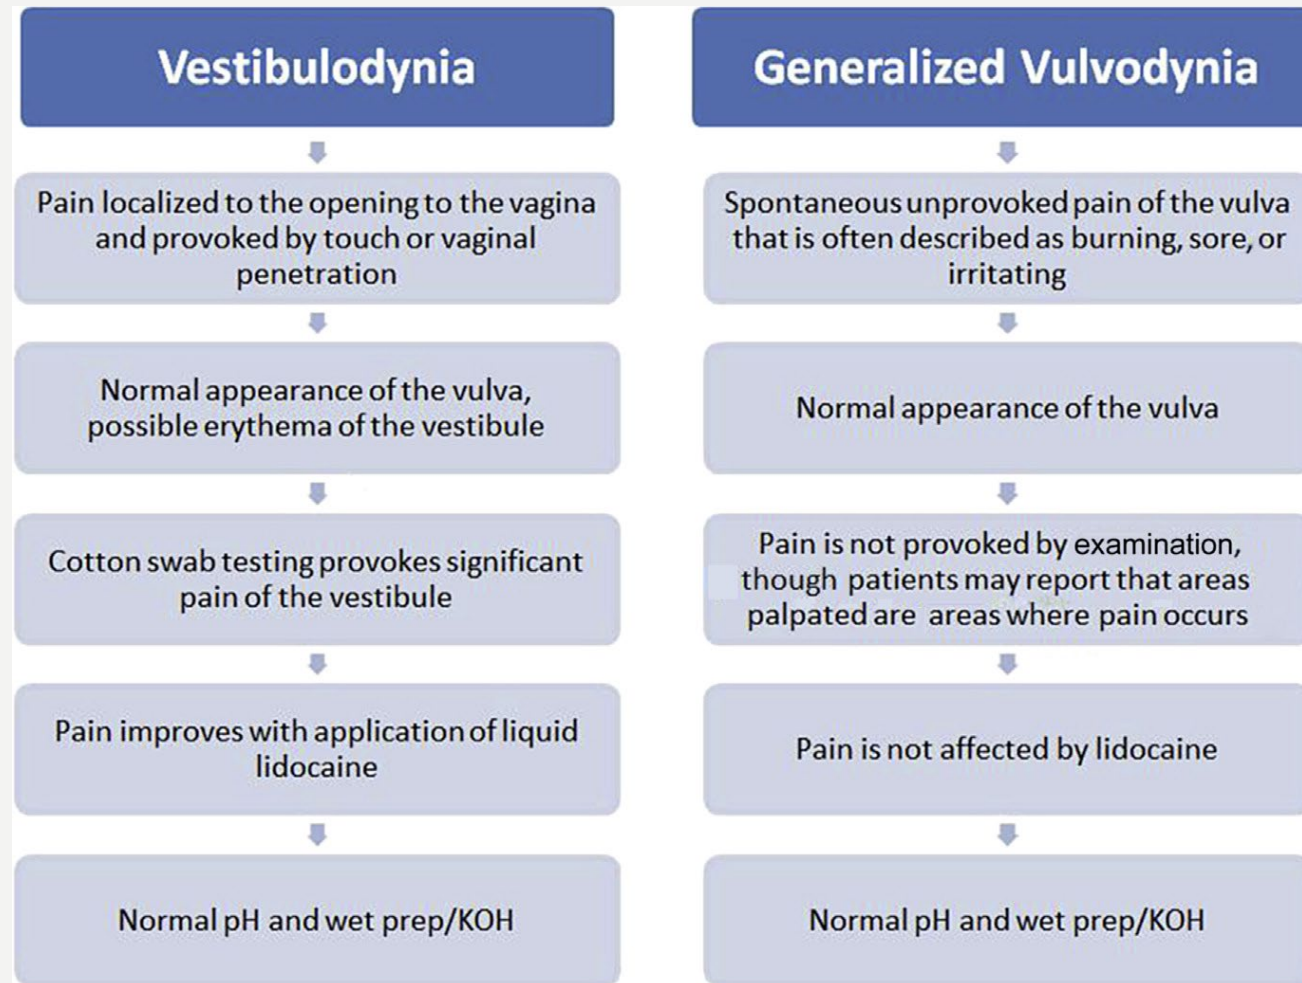 Vestibulodynia
Pain localized to the opening to the vagina
and provoked by touch or vaginal
penetration
Normal appearance of the vulva,
possible erythema of the vestibule
Cotton swab testing provokes significant
pain of the vestibule
Pain improves with application of liquid
lidocaine
Normal pH and wet prep/KOH
Generalized Vulvodynia
Spontaneous unprovoked pain of the vulva
that is often described as burning, sore, or
irritating
Normal appearance of the vulva
Pain is not provoked by examination,
though patients may report that areas
palpated are areas where pain occurs
Pain is not affected by lidocaine
Normal pH and wet prep/KOH